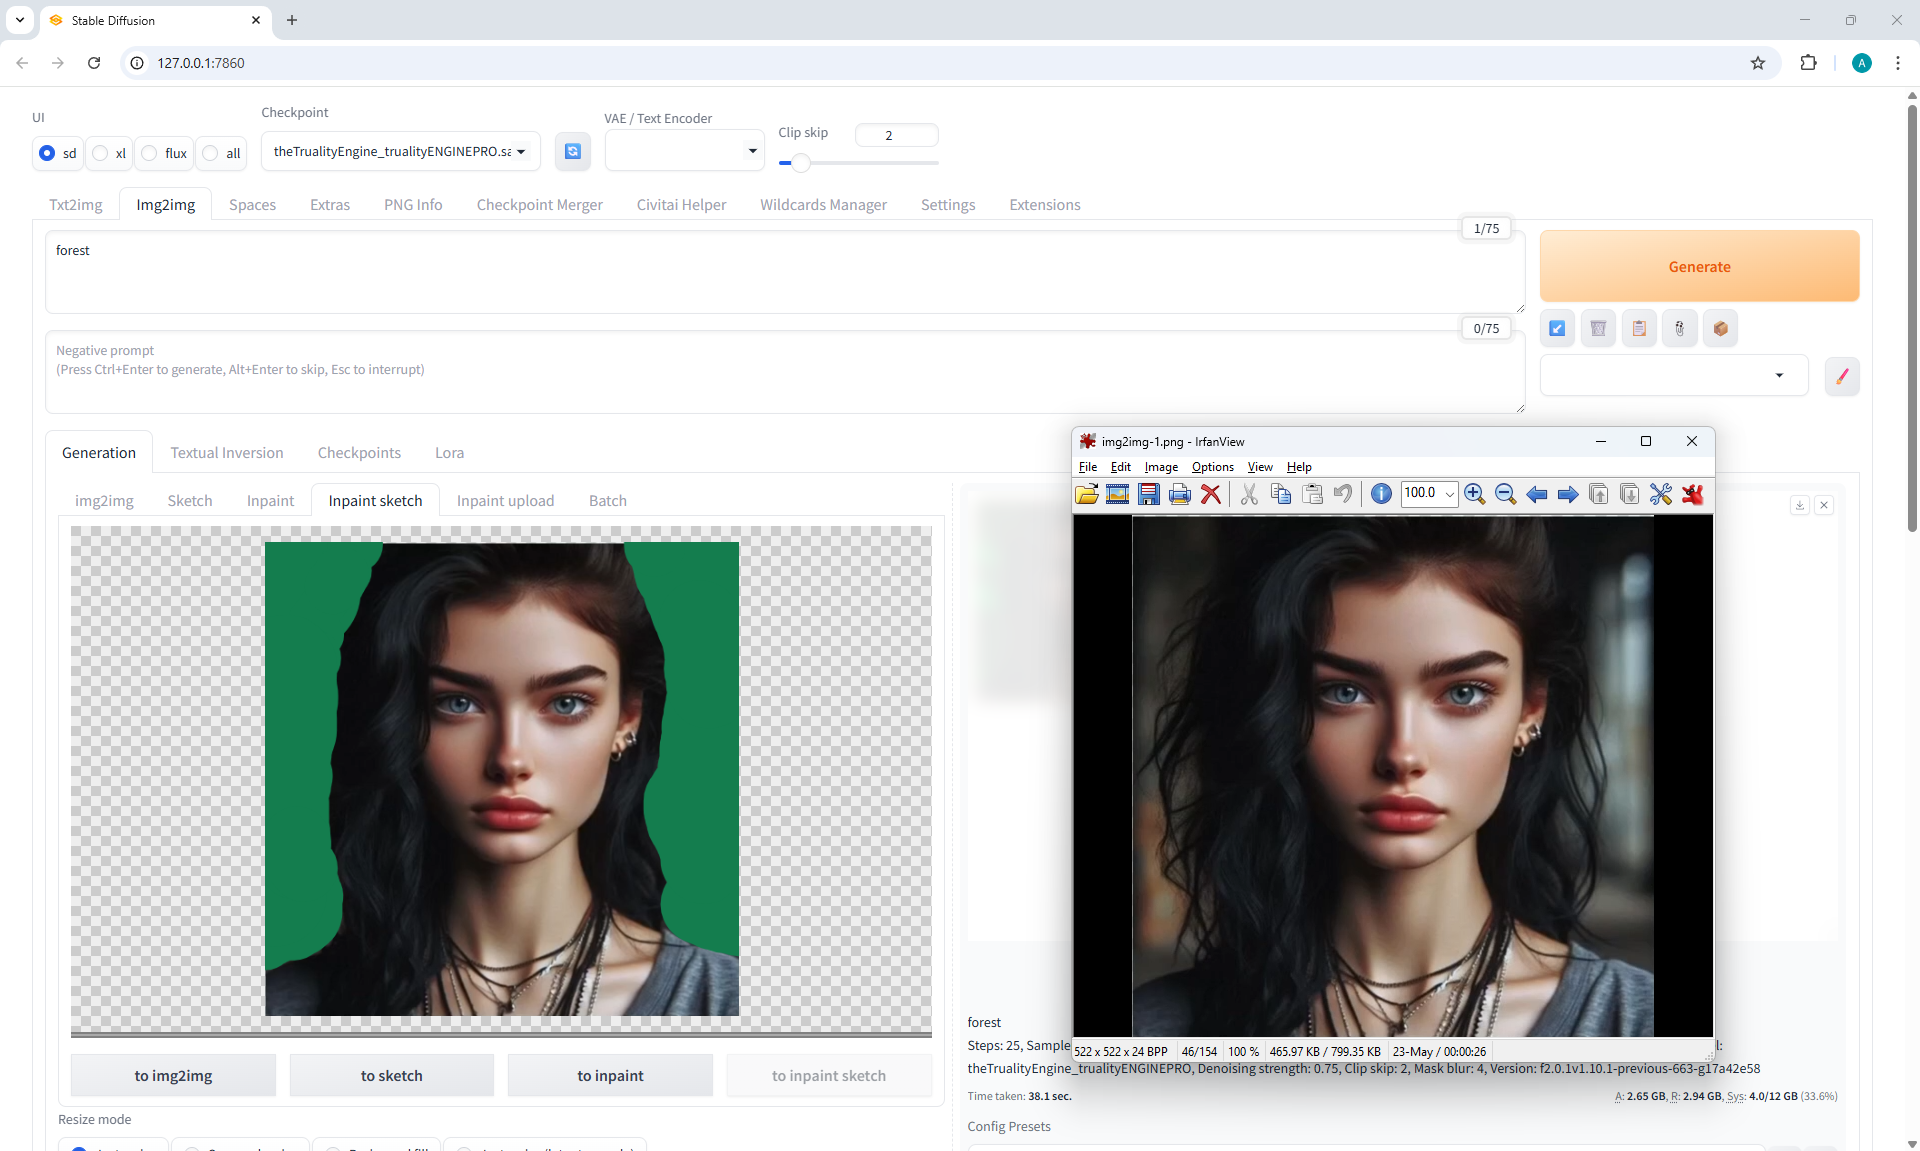 Stable Diffusion
127.0.0.1:7860
A
UI
Checkpoint
VAE / Text Encoder
Clip skip
2
sd
xl
flux
all
theTrualityEngine_trualityENGINEPRO.sa
Txt2img
Img2img
Spaces
Extras
PNG Info
Checkpoint Merger
Civitai Helper
Wildcards Manager
Settings
Extensions
1/75
forest
Generate
0/75
Negative prompt
(Press Ctrl+Enter to generate, Alt+Enter to skip, Esc to interrupt)
Generation
Textual Inversion
Checkpoints
Lora
img2img
Sketch
Inpaint
Inpaint sketch
Inpaint upload
Batch
img2img-1.png - IrfanView
File
Edit
Image
Options
View
Help
100.0
522 x 522 x 24 BPP
46/154
100 %
465.97 KB / 799.35 KB
23-May / 00:00:26
to img2img
to sketch
to inpaint
to inpaint sketch
Resize mode
forest
Steps: 25, Sample
l:
theTrualityEngine_trualityENGINEPRO, Denoising strength: 0.75, Clip skip: 2, Mask blur: 4, Version: f2.0.1v1.10.1-previous-663-g17a42e58
Time taken: 38.1 sec.
A: 2.65 GB, R: 2.94 GB, Sys: 4.0/12 GB (33.6%)
Config Presets